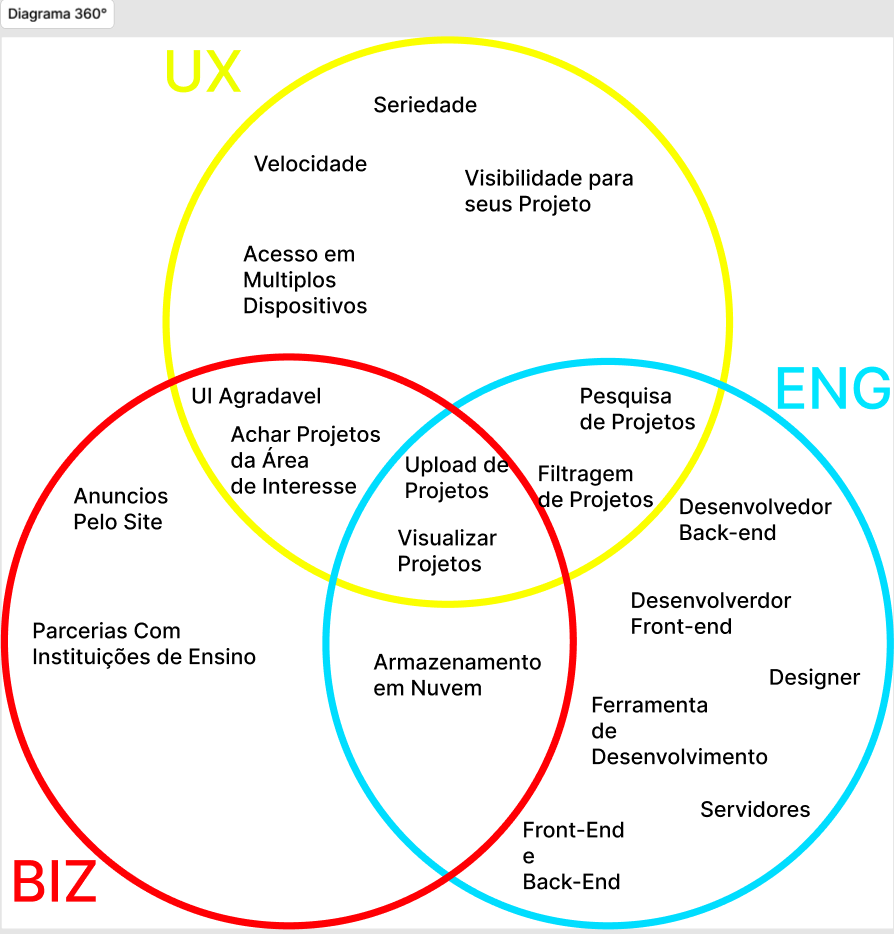 Diagrama 360°
UX
Seriedade
Velocidade
Visibilidade para
seus Projeto
Acesso em
Multiplos
Dispositivos
ENG
UI Agradavel
Pesquisa
de Projetos
Achar Projetos
da Área
de Interesse
Upload de
Projetos
Filtragem
de Projetos
Anuncios
Pelo Site
Desenvolvedor
Back-end
Visualizar
Projetos
Desenvolverdor
Front-end
Parcerias Com
Instituições de Ensino
Armazenamento
em Nuvem
Designer
Ferramenta
de
Desenvolvimento
Servidores
Front-End
e
Back-End
BIZ